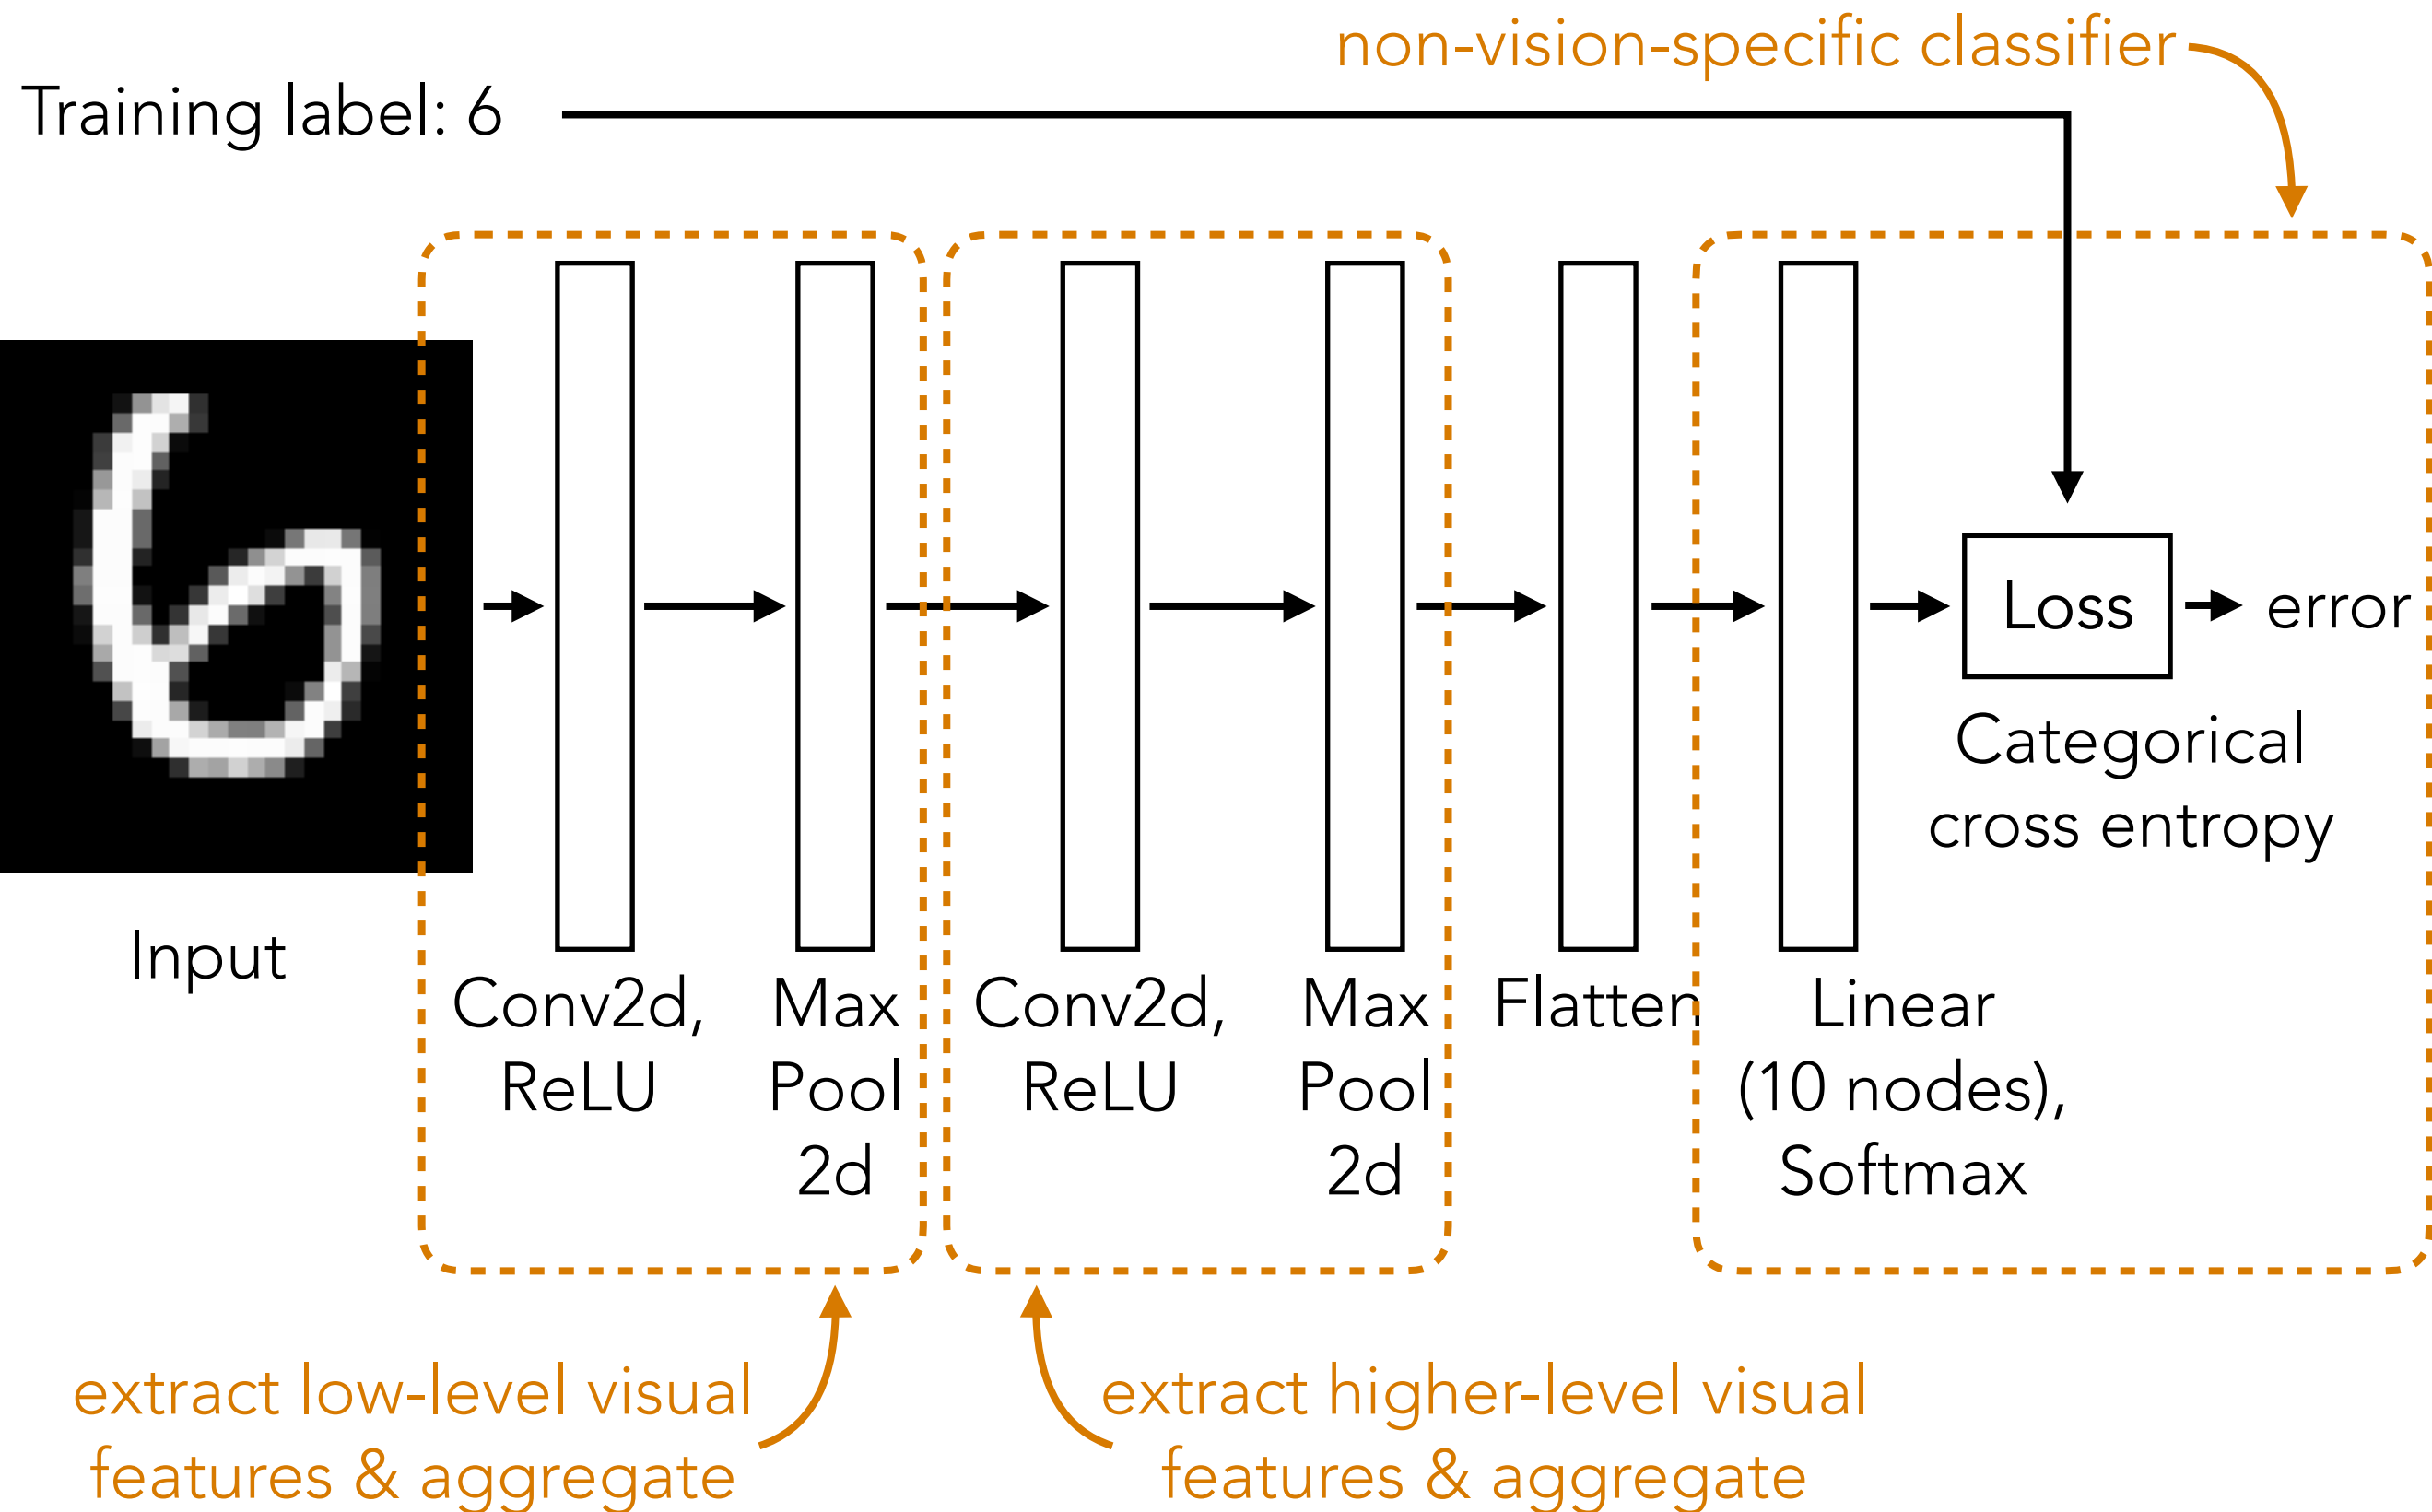 non-vision-specific classifier
Training label: 6
Loss
error
Categorical
cross entropy
Input
Conv2d,
ReLU
Max
Pool
2d
Conv2d,
ReLU
Max
Pool
2d
Flatten
Linear
(10 nodes),
Softmax
extract low-level visual
features & aggregate
extract higher-level visual
features & aggregate